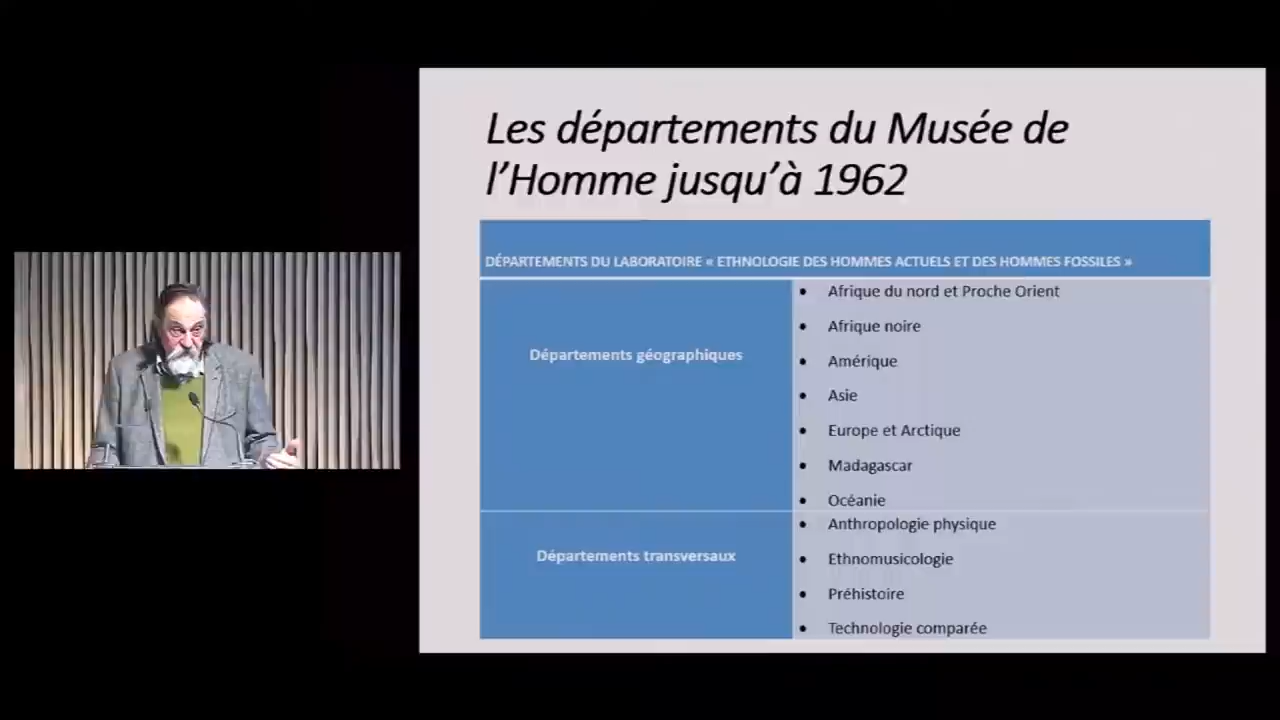 Les départements du Musée de
l’Homme jusqu’à 1962
DÉPARTEMENTS DU LABORATOIRE « ETHNOLOGIE DES HOMMES ACTUELS ET DES HOMMES FOSSILES »
Départements géographiques
• Afrique du nord et Proche Orient
• Afrique noire
• Amérique
• Asie
• Europe et Arctique
• Madagascar
• Océanie
Départements transversaux
• Anthropologie physique
• Ethnomusicologie
• Préhistoire
• Technologie comparée